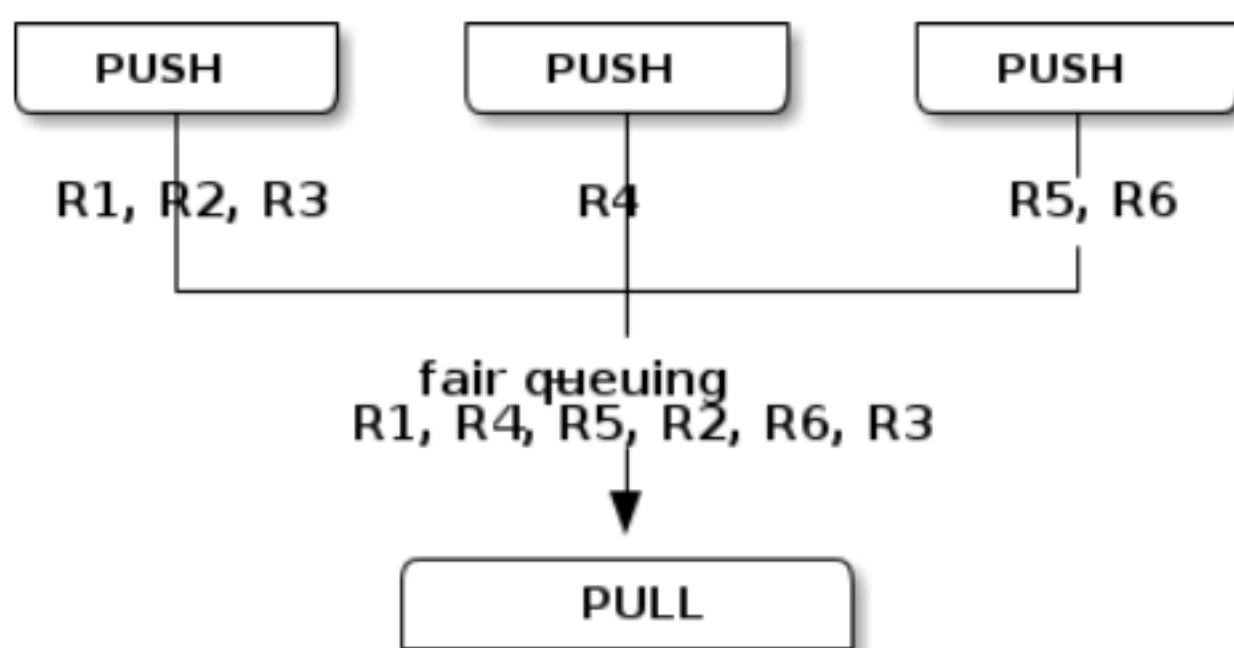 PUSH PUSH PUSH
R1, R2, R3 R4 R5, R6
fair queuing
R1, R4, R5, R2, R6, R3
PULL